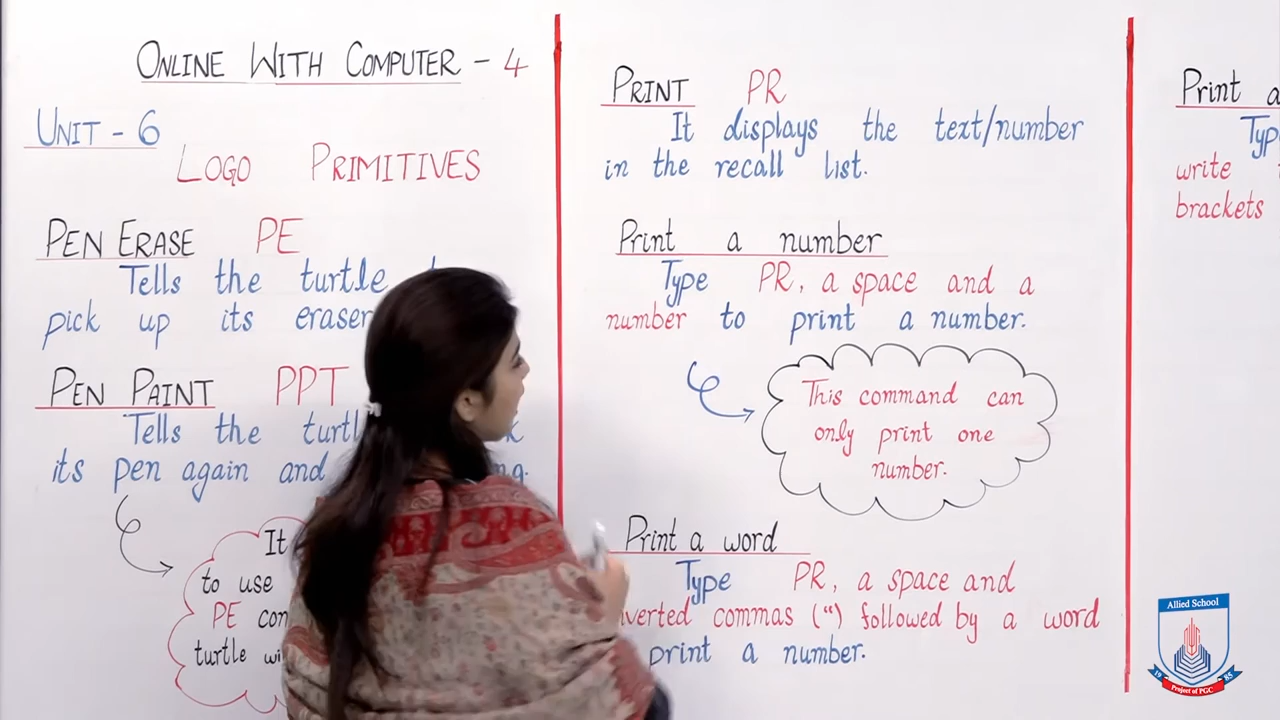 ONLINE WITH COMPUTER - 4
UNIT - 6
LOGO PRIMITIVES
PEN ERASE PE
Tells the turtle
pick up its eraser
PEN PAINT PPT
Tells the
its pen again and
It
to use
PE
turtle
PRINT PR
It displays the text/number
in the recall list.
Print a number
Type PR, a space and a
number to print a number.
This command can
only print one
number.
Print a word
Type PR, a space and
commas (“) followed by a word
print a number.
Print
write
brackets
Allied School
1985
Project of PGC